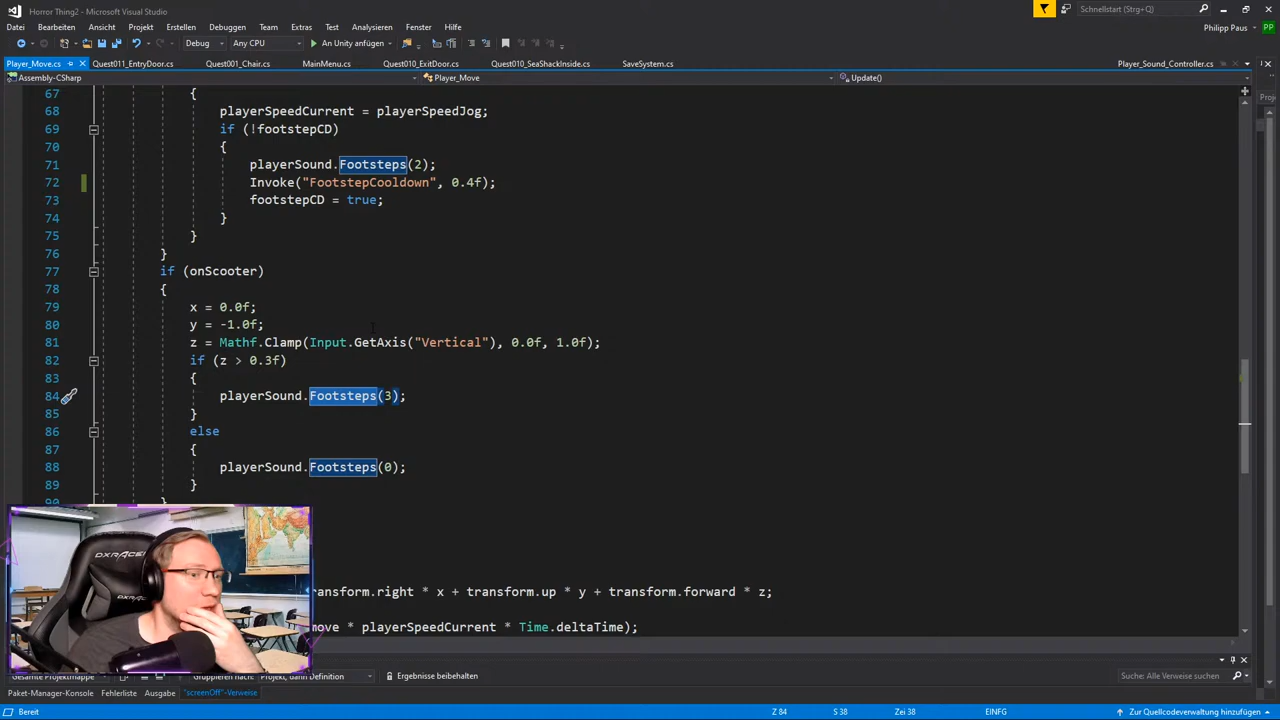 Horror Thing2 - Microsoft Visual Studio
Schnellstart (Strg+Q)
Datei Bearbeiten Ansicht Projekt Erstellen Debuggen Team Extras Test Analysieren Fenster Hilfe
Philipp Paus PP
Debug Any CPU An Unity anfügen
Player_Move.cs Quest011_EntryDoor.cs Quest001_Chair.cs MainMenu.cs Quest010_ExitDoor.cs Quest010_SeaShackInside.cs SaveSystem.cs Player_Sound_Controller.cs
Assembly-CSharp Player_Move Update()
67 {
68 playerSpeedCurrent = playerSpeedJog;
69 if (!footstepCD)
70 {
71 playerSound.Footsteps(2);
72 Invoke("FootstepCooldown", 0.4f);
73 footstepCD = true;
74 }
75 }
76 }
77 if (onScooter)
78 {
79 x = 0.0f;
80 y = -1.0f;
81 z = Mathf.Clamp(Input.GetAxis("Vertical"), 0.0f, 1.0f);
82 if (z > 0.3f)
83 {
84 playerSound.Footsteps(3);
85 }
86 else
87 {
88 playerSound.Footsteps(0);
89 }
90 }
DXRACER
transform.right * x + transform.up * y + transform.forward * z;
move * playerSpeedCurrent * Time.deltaTime);
Gesamte Projektmappe Gruppieren nach: Projekt, dann Definition Ergebnisse beibehalten Suche: Alle Verweise
Paket-Manager-Konsole Fehlerliste Ausgabe "screenOff"-Verweise
Bereit Z 84 S 38 Zei 38 EINFG Zur Quellcodeverwaltung hinzufügen